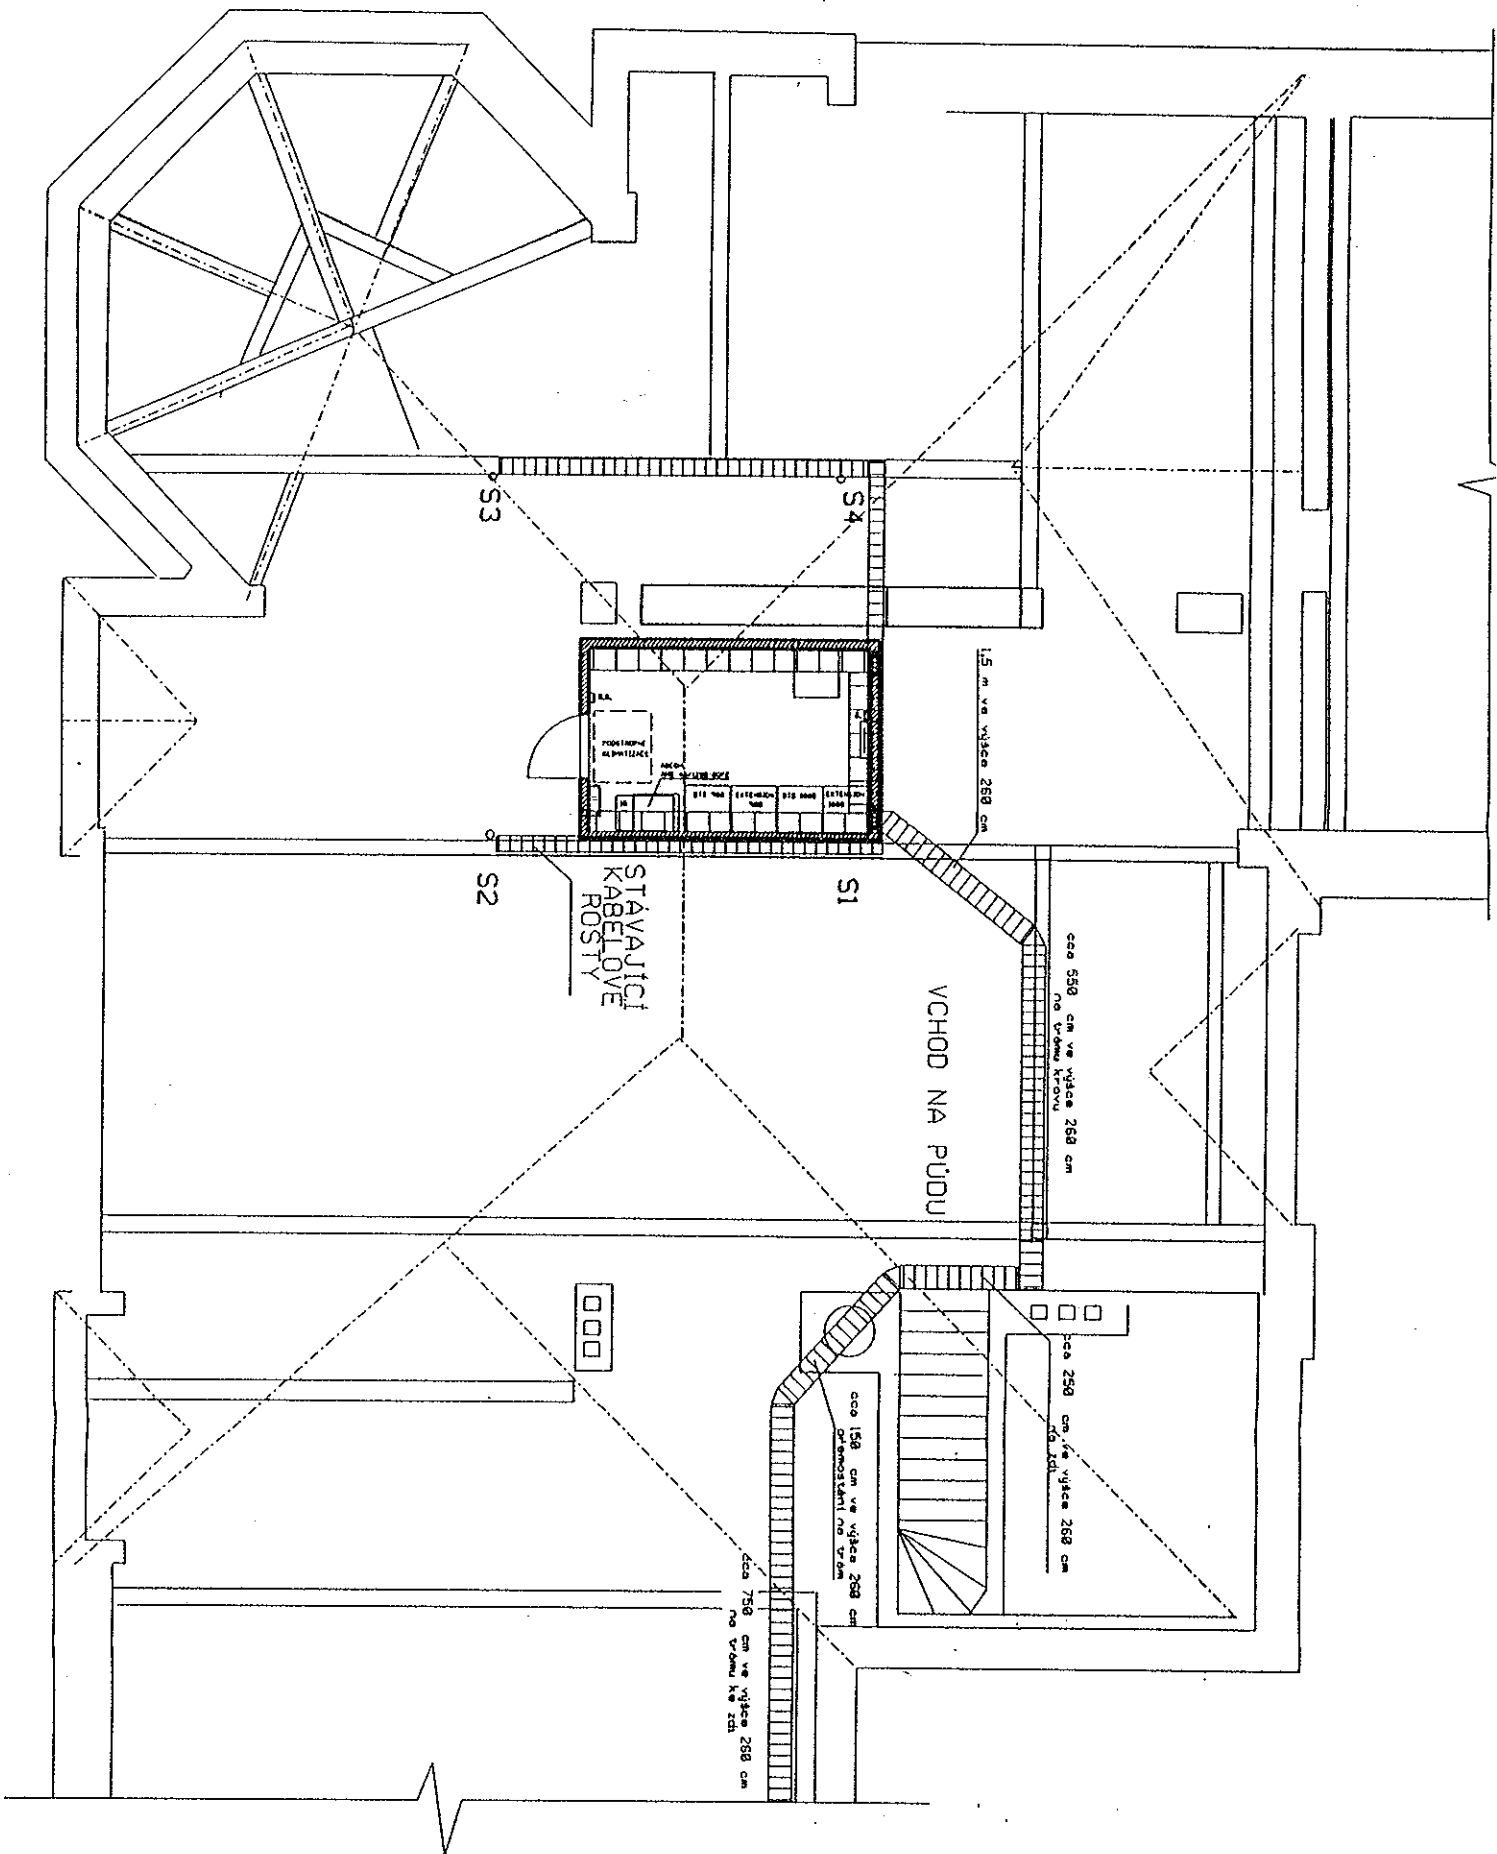 S3
S4
1,5 m ve výšce 260 cm
S2
S1
STÁVAJÍCÍ
KABELOVÉ
ROŠTY
VCHOD NA PŮDU
cca 550 cm ve výšce 260 cm
na trámu krovu
cca 250 cm ve výšce 260 cm
na zdi
cca 150 cm ve výšce 260 cm
přemostění na trám
cca 750 cm ve výšce 260 cm
na trámu ke zdi